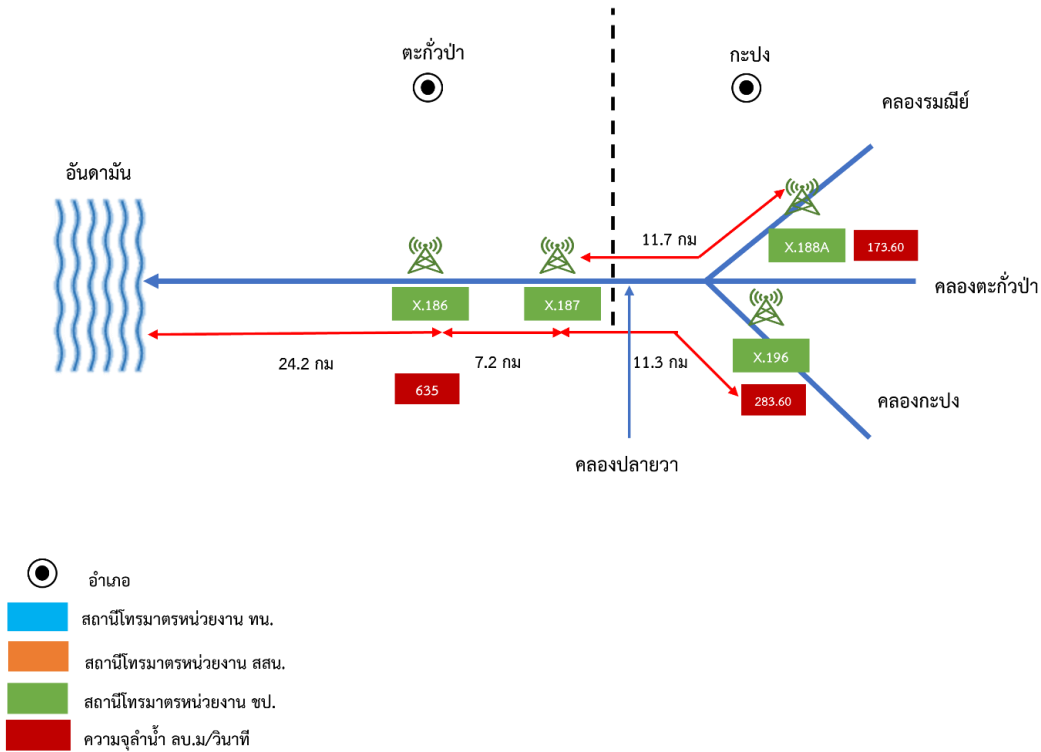 ตะกั่วป่า
กะปง
คลองรมณีย์
อันดามัน
11.7 กม
X.188A
173.60
คลองตะกั่วป่า
X.186
X.187
X.196
24.2 กม
7.2 กม
11.3 กม
635
283.60
คลองกะปง
คลองปลายวา
อำเภอ
สถานีโทรมาตรหน่วยงาน ทน.
สถานีโทรมาตรหน่วยงาน สสน.
สถานีโทรมาตรหน่วยงาน ชป.
ความจุลำน้ำ ลบ.ม/วินาที